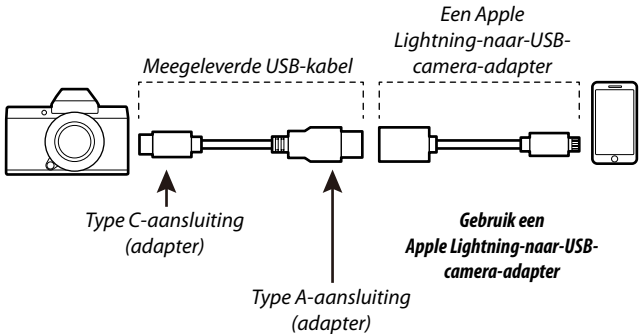 Een Apple
Lightning-naar-USB-
camera-adapter
Meegeleverde USB-kabel
Type C-aansluiting
(adapter)
Gebruik een
Apple Lightning-naar-USB-
camera-adapter
Type A-aansluiting
(adapter)